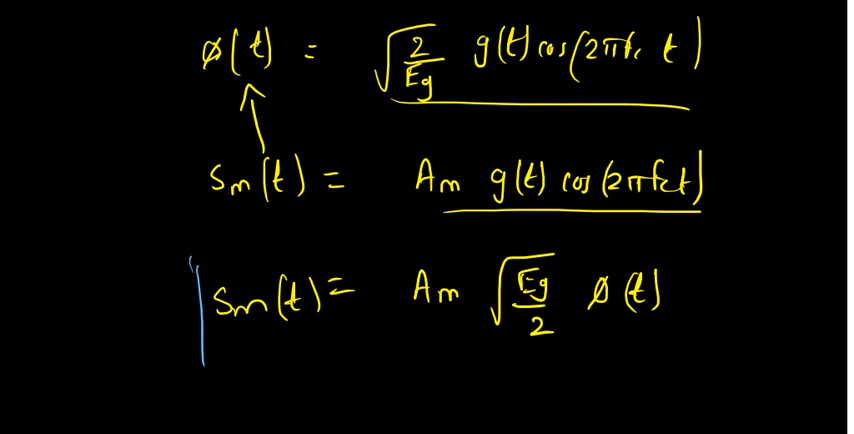 φ(t) = √(2/Eg) g(t) cos(2πfc t)
Sm(t) = Am g(t) cos(2πfct)
Sm(t) = Am √(Eg/2) φ(t)